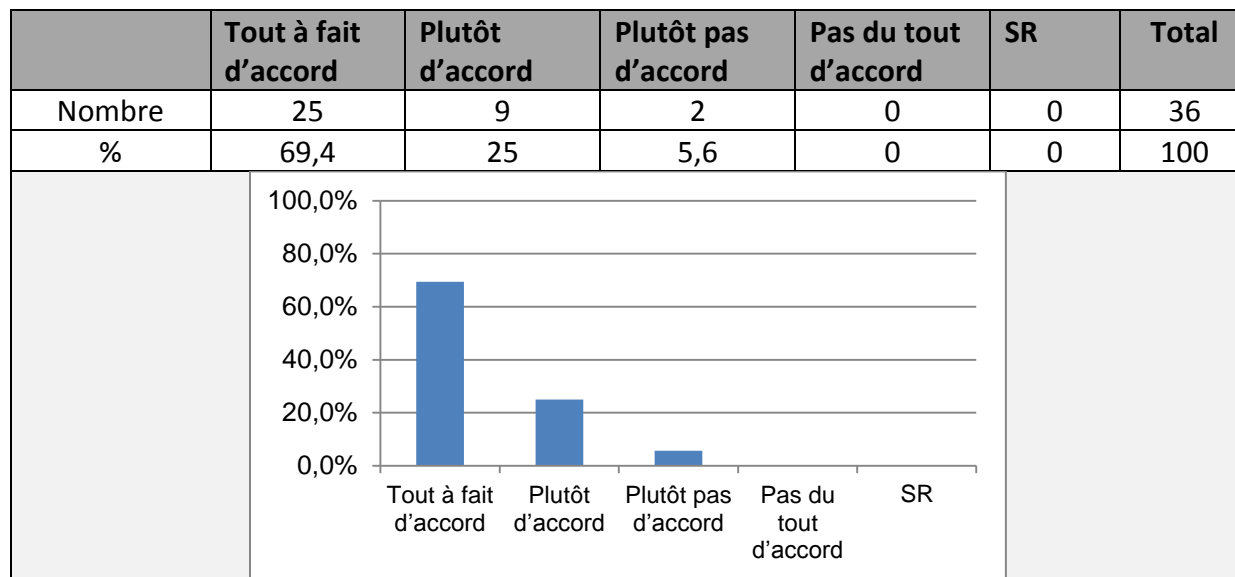 Tout à fait d’accord Plutôt d’accord Plutôt pas d’accord Pas du tout d’accord SR Total
Nombre 25 9 2 0 0 36
% 69,4 25 5,6 0 0 100
100,0%
80,0%
60,0%
40,0%
20,0%
0,0%
Tout à fait d’accord
Plutôt d’accord
Plutôt pas d’accord
Pas du tout d’accord
SR